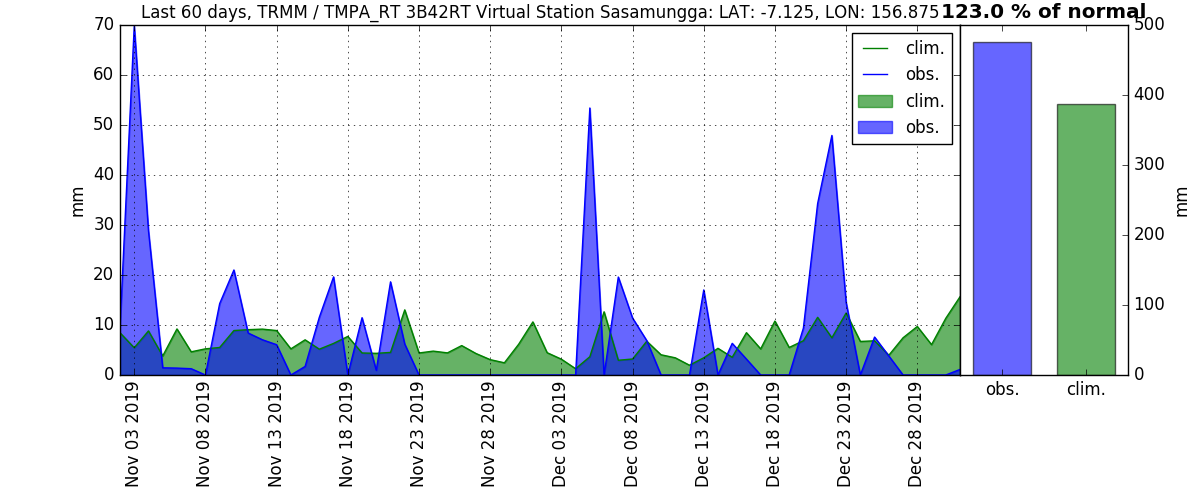 Last 60 days, TRMM / TMPA_RT 3B42RT Virtual Station Sasamungga: LAT: -7.125, LON: 156.875
123.0 % of normal
70
60
50
40
30
20
10
0
mm
clim.
obs.
clim.
obs.
Nov 03 2019
Nov 08 2019
Nov 13 2019
Nov 18 2019
Nov 23 2019
Nov 28 2019
Dec 03 2019
Dec 08 2019
Dec 13 2019
Dec 18 2019
Dec 23 2019
Dec 28 2019
500
400
300
200
100
0
mm
obs.
clim.